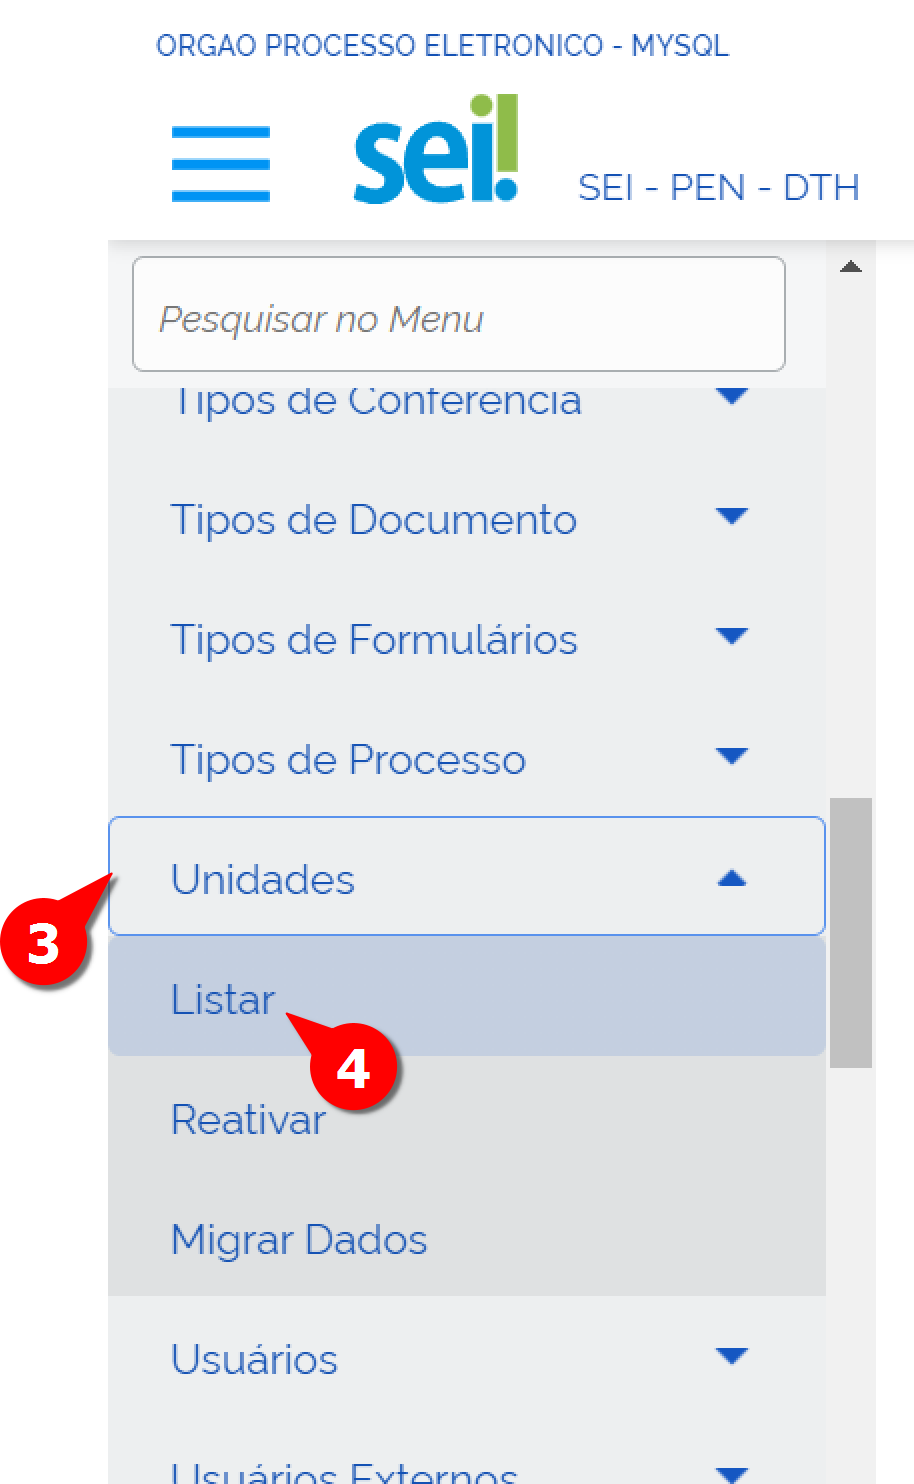 ORGAO PROCESSO ELETRONICO - MYSQL
sei!
SEI - PEN - DTH
Pesquisar no Menu
Tipos de Conferência
Tipos de Documento
Tipos de Formulários
Tipos de Processo
Unidades
3
Listar
4
Reativar
Migrar Dados
Usuários
Usuários Externos